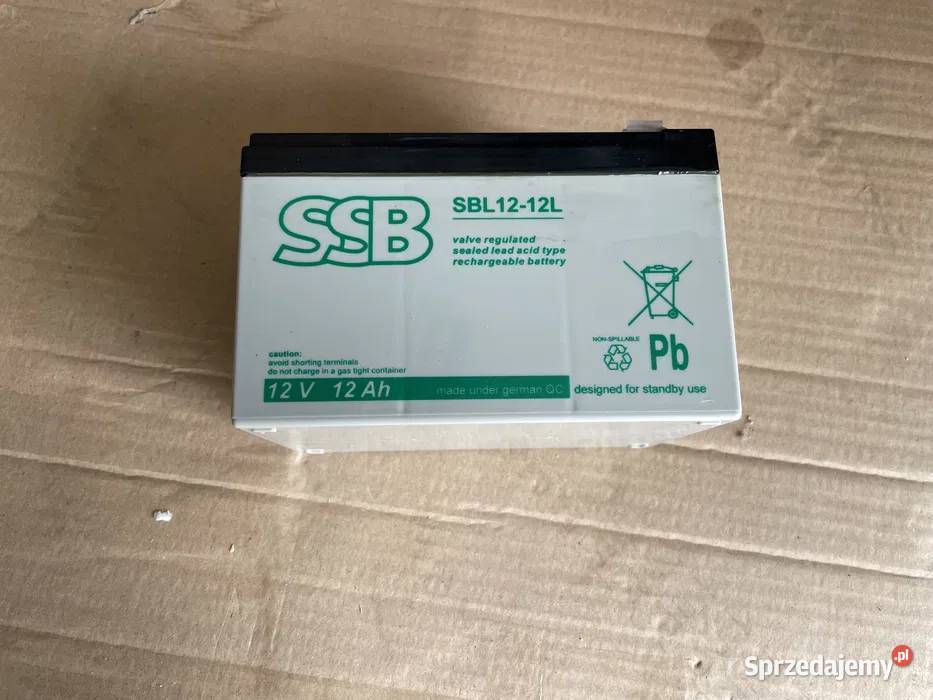 SSB
SBL12-12L
valve regulated
sealed lead acid type
rechargeable battery
NON-SPILLABLE
Pb
caution:
avoid shorting terminals
do not charge in a gas tight container
12 V 12 Ah
made under german QC
designed for standby use
Sprzedajemy.pl